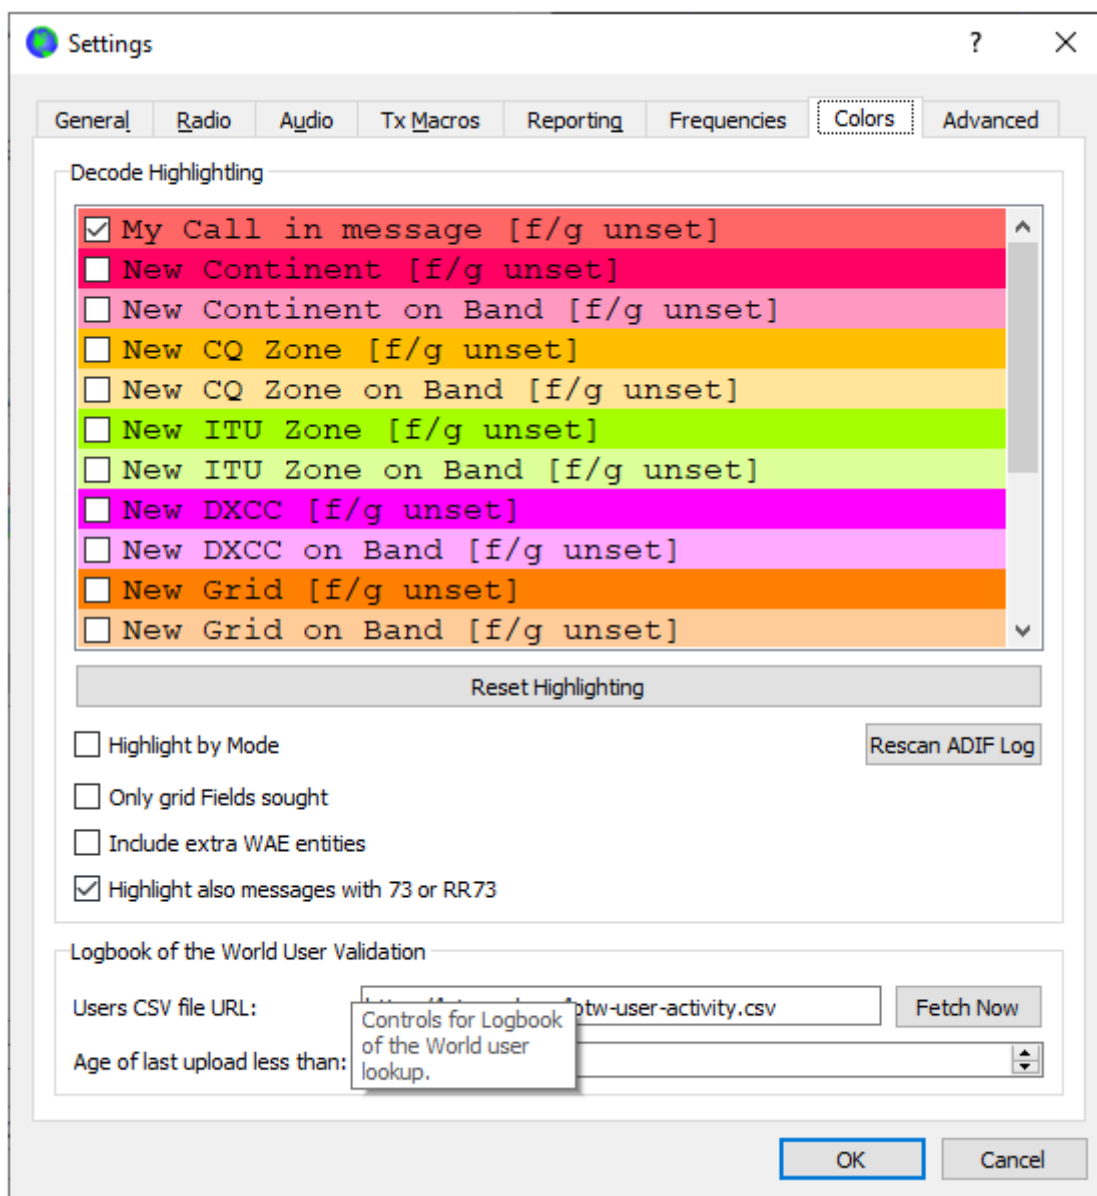 Settings
General Radio Audio Tx Macros Reporting Frequencies Colors Advanced
Decode Highlightling
My Call in message [f/g unset]
New Continent [f/g unset]
New Continent on Band [f/g unset]
New CQ Zone [f/g unset]
New CQ Zone on Band [f/g unset]
New ITU Zone [f/g unset]
New ITU Zone on Band [f/g unset]
New DXCC [f/g unset]
New DXCC on Band [f/g unset]
New Grid [f/g unset]
New Grid on Band [f/g unset]
Reset Highlighting
Highlight by Mode Rescan ADIF Log
Only grid Fields sought
Include extra WAE entities
Highlight also messages with 73 or RR73
Logbook of the World User Validation
Users CSV file URL: otw-user-activity.csv Fetch Now
Age of last upload less than:
Controls for Logbook
of the World user
lookup.
OK Cancel